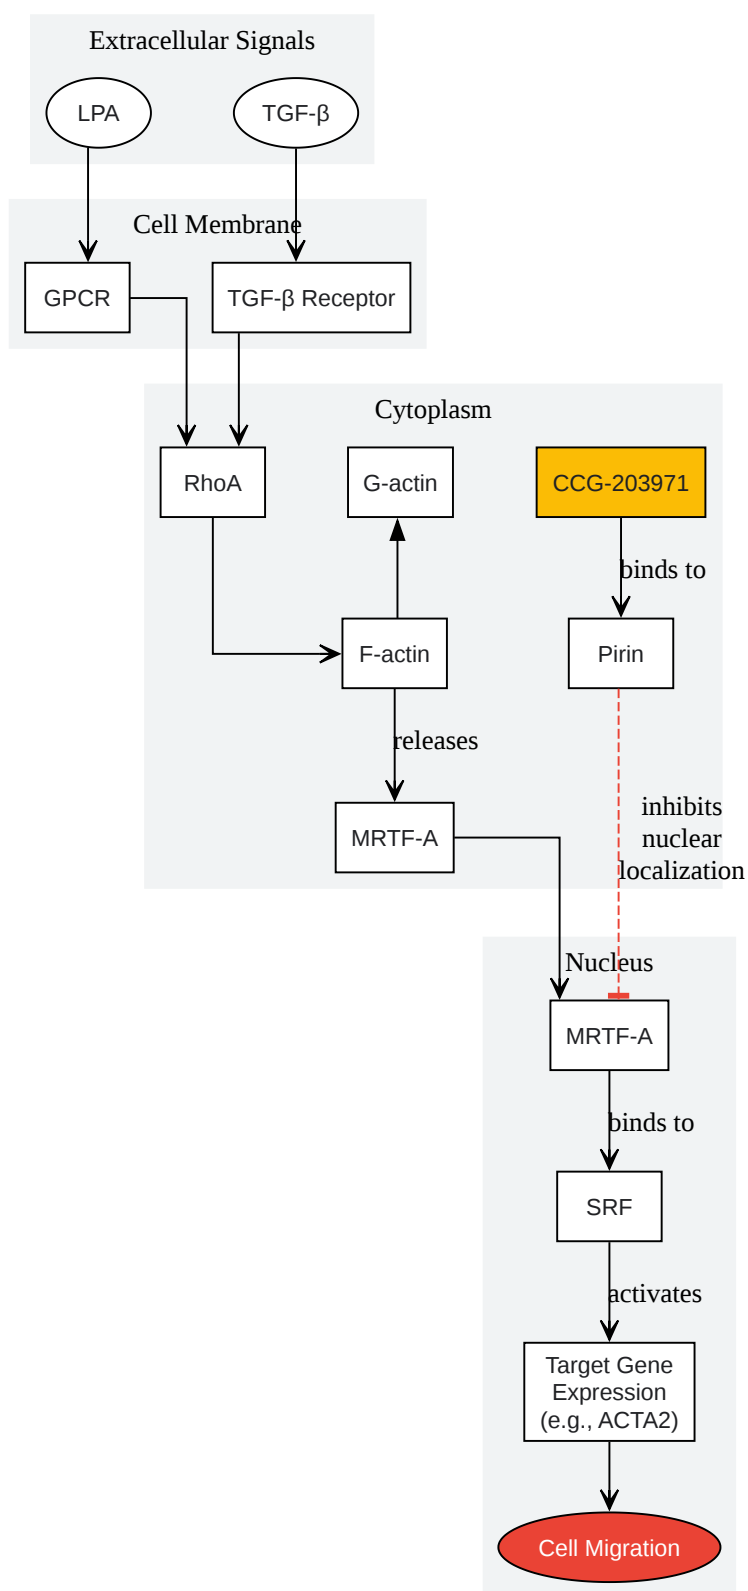 Extracellular Signals
LPA
TGF-β
Cell Membrane
GPCR
TGF-β Receptor
Cytoplasm
RhoA
G-actin
CCG-203971
binds to
F-actin
Pirin
releases
MRTF-A
inhibits
nuclear
localization
Nucleus
MRTF-A
binds to
SRF
activates
Target Gene
Expression
(e.g., ACTA2)
Cell Migration